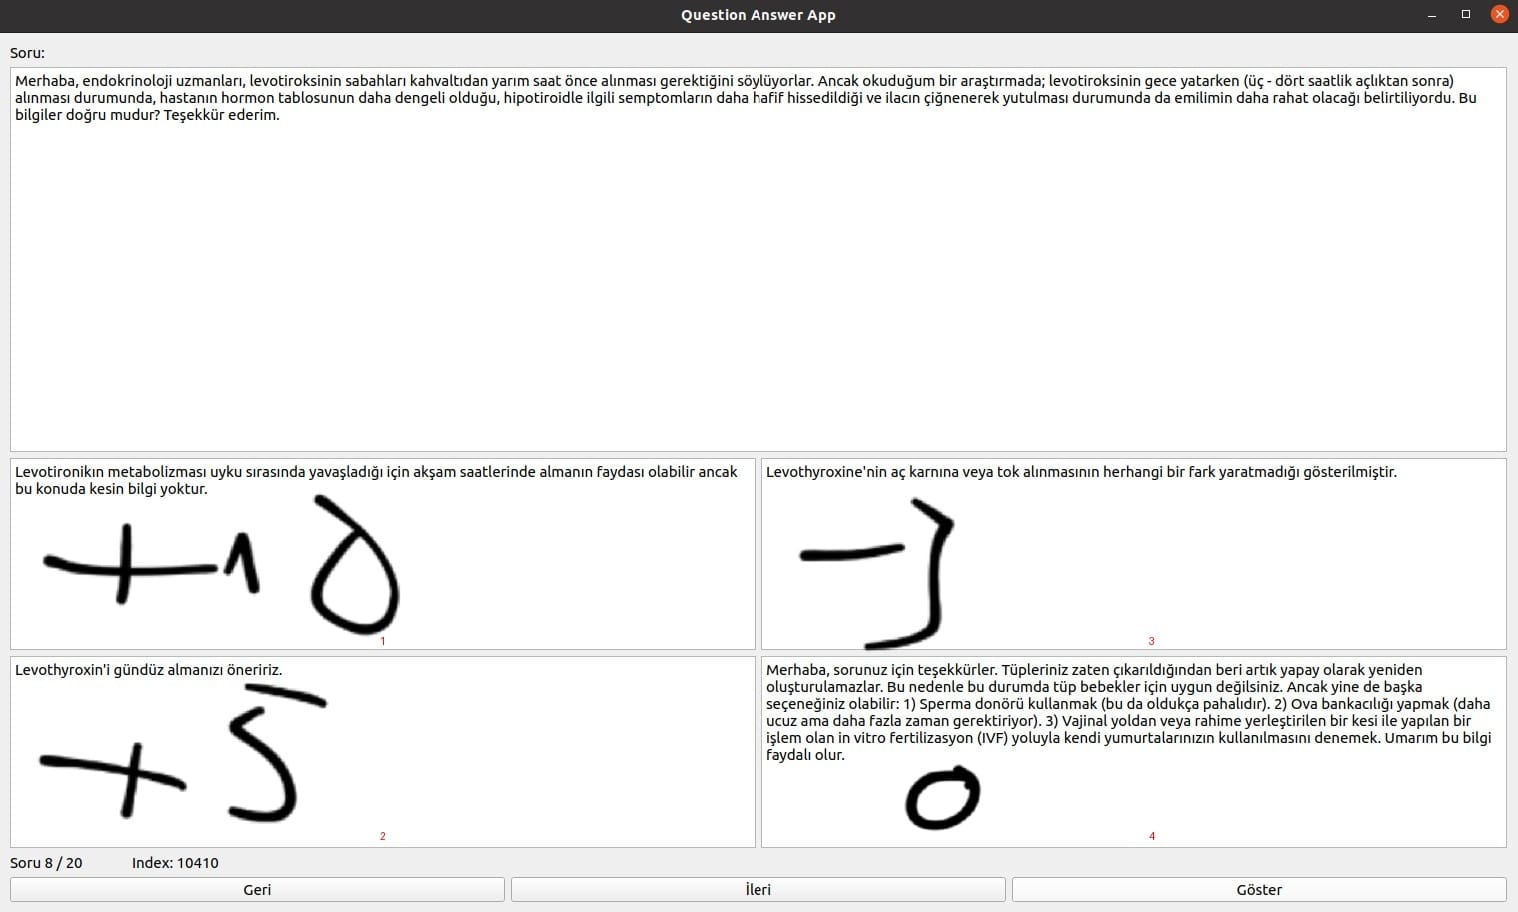 Question Answer App
Soru:
Merhaba, endokrinoloji uzmanları, levotiroksinin sabahları kahvaltıdan yarım saat önce alınması gerektiğini söylüyorlar. Ancak okuduğum bir araştırmada; levotiroksinin gece yatarken (üç - dört saatlik açlıktan sonra)
alınması durumunda, hastanın hormon tablosunun daha dengeli olduğu, hipotiroidle ilgili semptomların daha hafif hissedildiği ve ilacın çiğnenerek yutulması durumunda da emilimin daha rahat olacağı belirtiliyordu. Bu
bilgiler doğru mudur? Teşekkür ederim.
Levotironikın metabolizması uyku sırasında yavaşladığı için akşam saatlerinde almanın faydası olabilir ancak
bu konuda kesin bilgi yoktur.
+10
1
Levothyroxine'nin aç karnına veya tok alınmasının herhangi bir fark yaratmadığı gösterilmiştir.
-3
3
Levothyroxin'i gündüz almanızı öneririz.
+5
2
Merhaba, sorunuz için teşekkürler. Tüpleriniz zaten çıkarıldığından beri artık yapay olarak yeniden
oluşturulamazlar. Bu nedenle bu durumda tüp bebekler için uygun değilsiniz. Ancak yine de başka
seçeneğiniz olabilir: 1) Sperma donörü kullanmak (bu da oldukça pahalıdır). 2) Ova bankacılığı yapmak (daha
ucuz ama daha fazla zaman gerektiriyor). 3) Vajinal yoldan veya rahime yerleştirilen bir kesi ile yapılan bir
işlem olan in vitro fertilizasyon (IVF) yoluyla kendi yumurtalarınızın kullanılmasını denemek. Umarım bu bilgi
faydalı olur.
0
4
Soru 8 / 20 Index: 10410
Geri İleri Göster